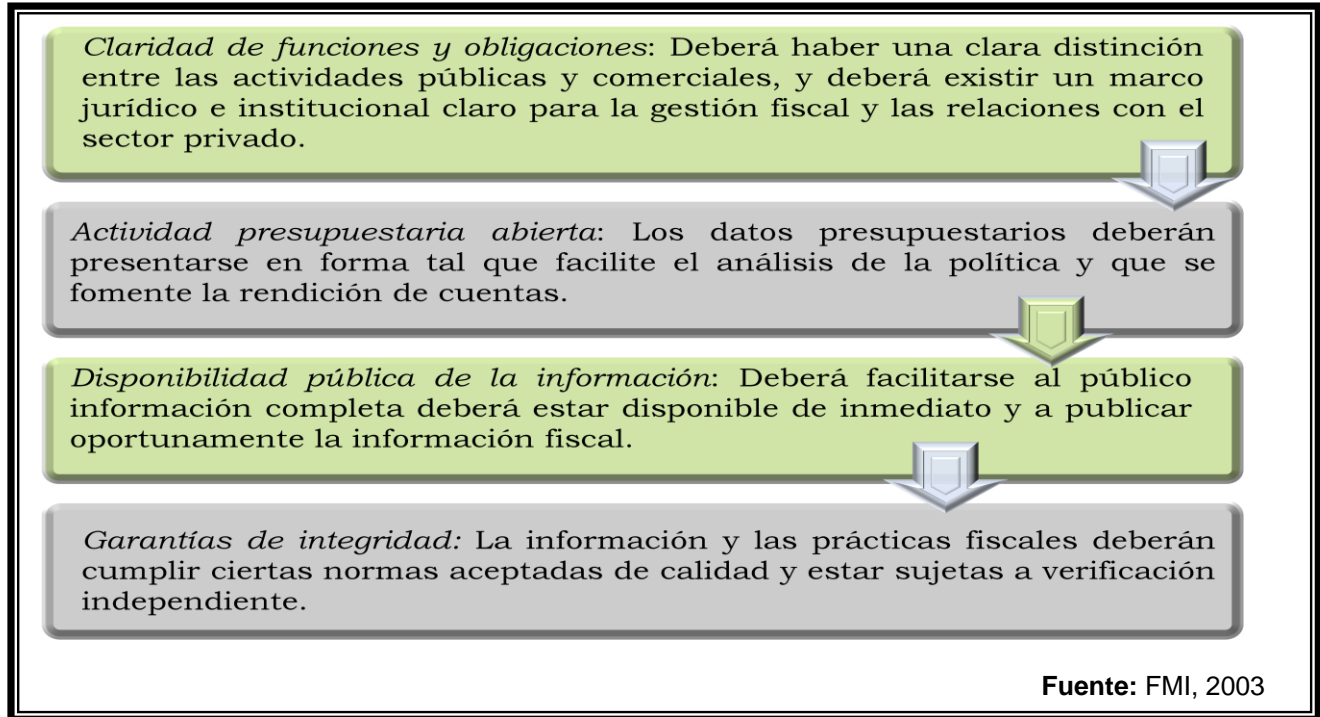 Claridad de funciones y obligaciones: Deberá haber una clara distinción
entre las actividades públicas y comerciales, y deberá existir un marco
jurídico e institucional claro para la gestión fiscal y las relaciones con el
sector privado.
Actividad presupuestaria abierta: Los datos presupuestarios deberán
presentarse en forma tal que facilite el análisis de la política y que se
fomente la rendición de cuentas.
Disponibilidad pública de la información: Deberá facilitarse al público
información completa deberá estar disponible de inmediato y a publicar
oportunamente la información fiscal.
Garantías de integridad: La información y las prácticas fiscales deberán
cumplir ciertas normas aceptadas de calidad y estar sujetas a verificación
independiente.
Fuente: FMI, 2003